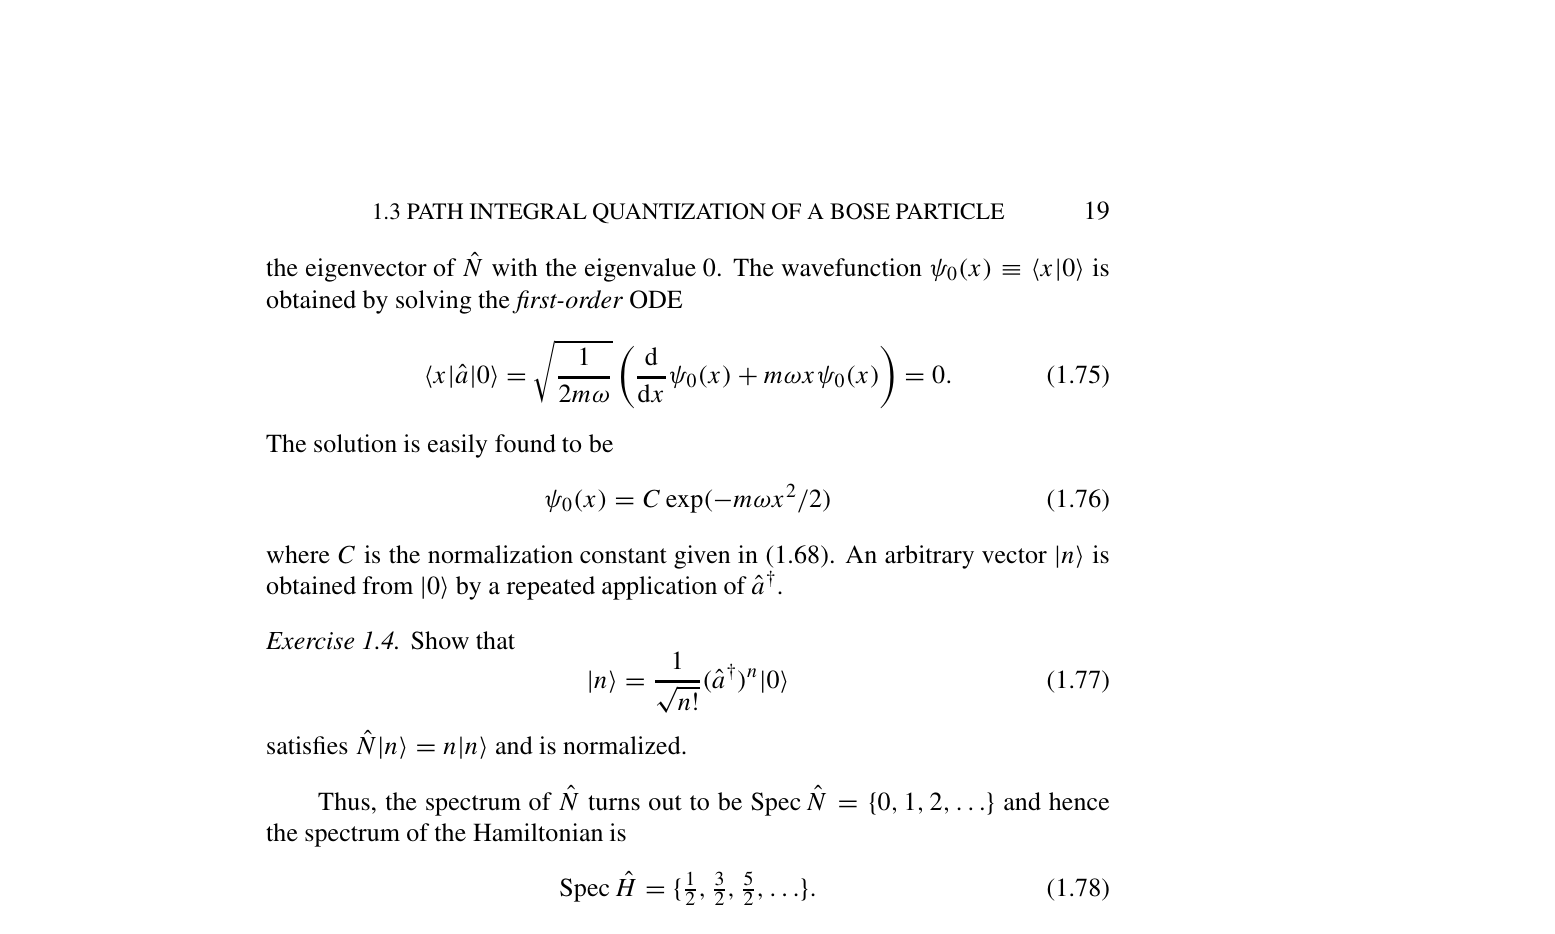 1.3 PATH INTEGRAL QUANTIZATION OF A BOSE PARTICLE 19
the eigenvector of N̂ with the eigenvalue 0. The wavefunction ψ₀(x) ≡ ⟨x|0⟩ is
obtained by solving the first-order ODE
⟨x|â|0⟩ = √(1/2mω) (d/dx ψ₀(x) + mωxψ₀(x)) = 0. (1.75)
The solution is easily found to be
ψ₀(x) = C exp(−mωx²/2) (1.76)
where C is the normalization constant given in (1.68). An arbitrary vector |n⟩ is
obtained from |0⟩ by a repeated application of â†.
Exercise 1.4. Show that
|n⟩ = 1/√n! (â†)ⁿ|0⟩ (1.77)
satisfies N̂|n⟩ = n|n⟩ and is normalized.
Thus, the spectrum of N̂ turns out to be Spec N̂ = {0, 1, 2, . . .} and hence
the spectrum of the Hamiltonian is
Spec Ĥ = {1/2, 3/2, 5/2, . . .}. (1.78)